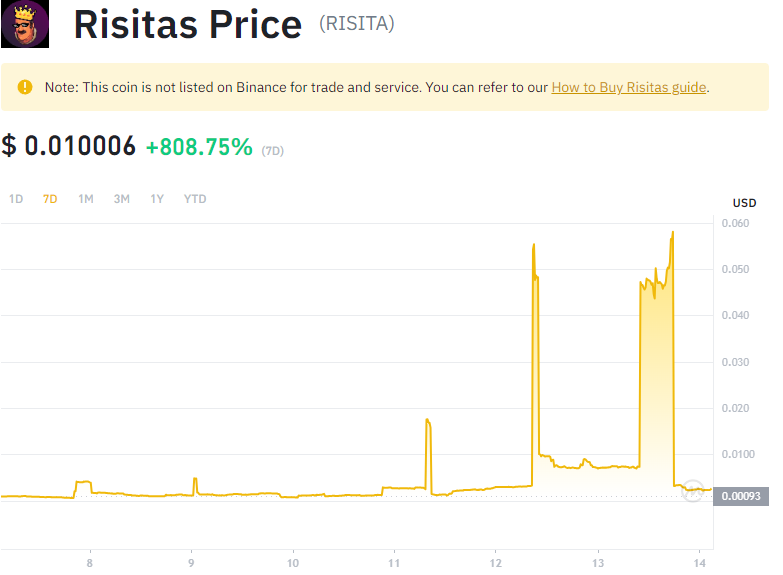 Risitas Price (RISITA)
Note: This coin is not listed on Binance for trade and service. You can refer to our How to Buy Risitas guide.
$ 0.010006 +808.75% (7D)
1D 7D 1M 3M 1Y YTD
USD
0.060
0.050
0.040
0.030
0.020
0.0100
0.00093
8 9 10 11 12 13 14